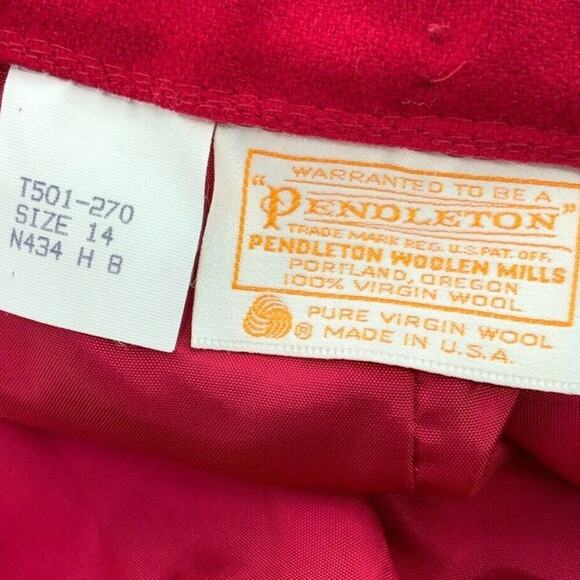 T501-270
SIZE 14
N434 H B
WARRANTED TO BE A
"PENDLETON"
TRADE MARK REG. U.S. PAT. OFF.
PENDLETON WOOLEN MILLS
PORTLAND, OREGON
100% VIRGIN WOOL
® PURE VIRGIN WOOL
MADE IN U.S.A.